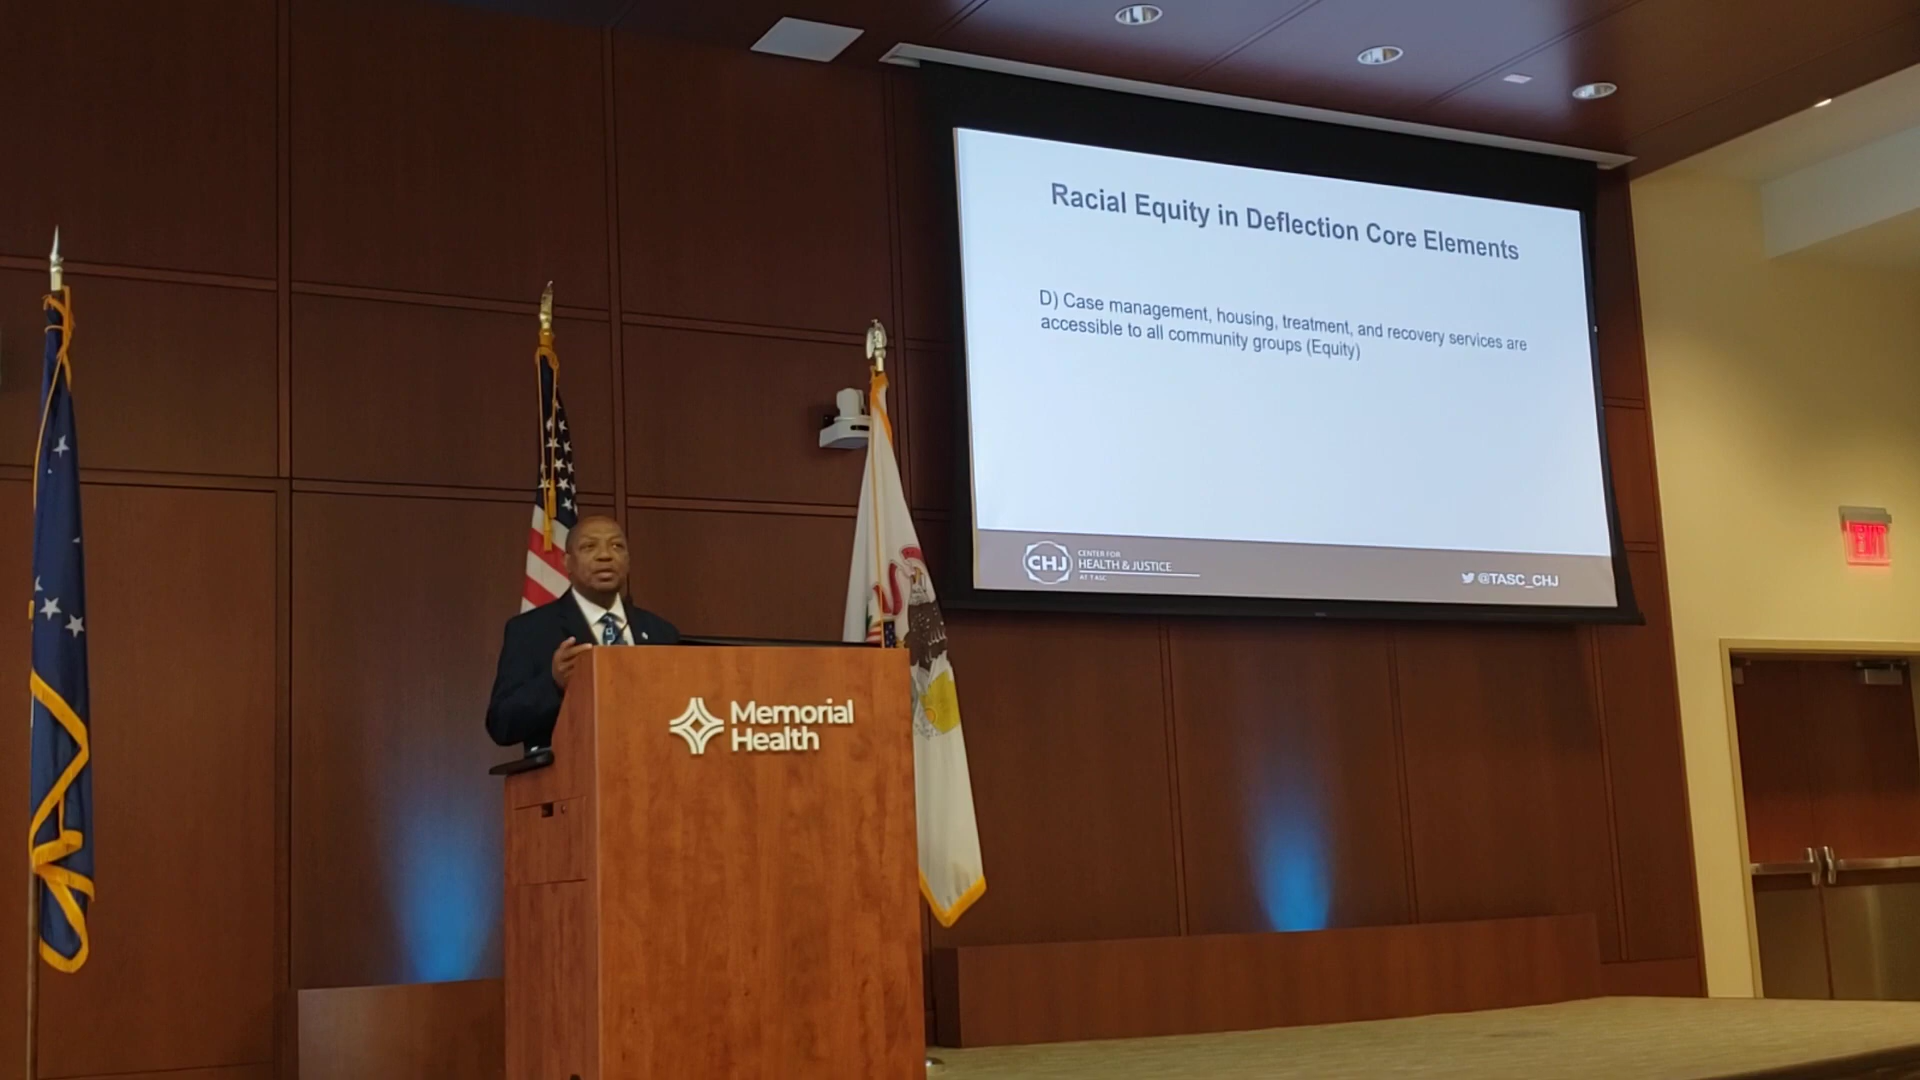 Racial Equity in Deflection Core Elements
D) Case management, housing, treatment, and recovery services are
accessible to all community groups (Equity)
CHJ
CENTER FOR
HEALTH & JUSTICE
AT TASC
@TASC_CHJ
EXIT
Memorial
Health